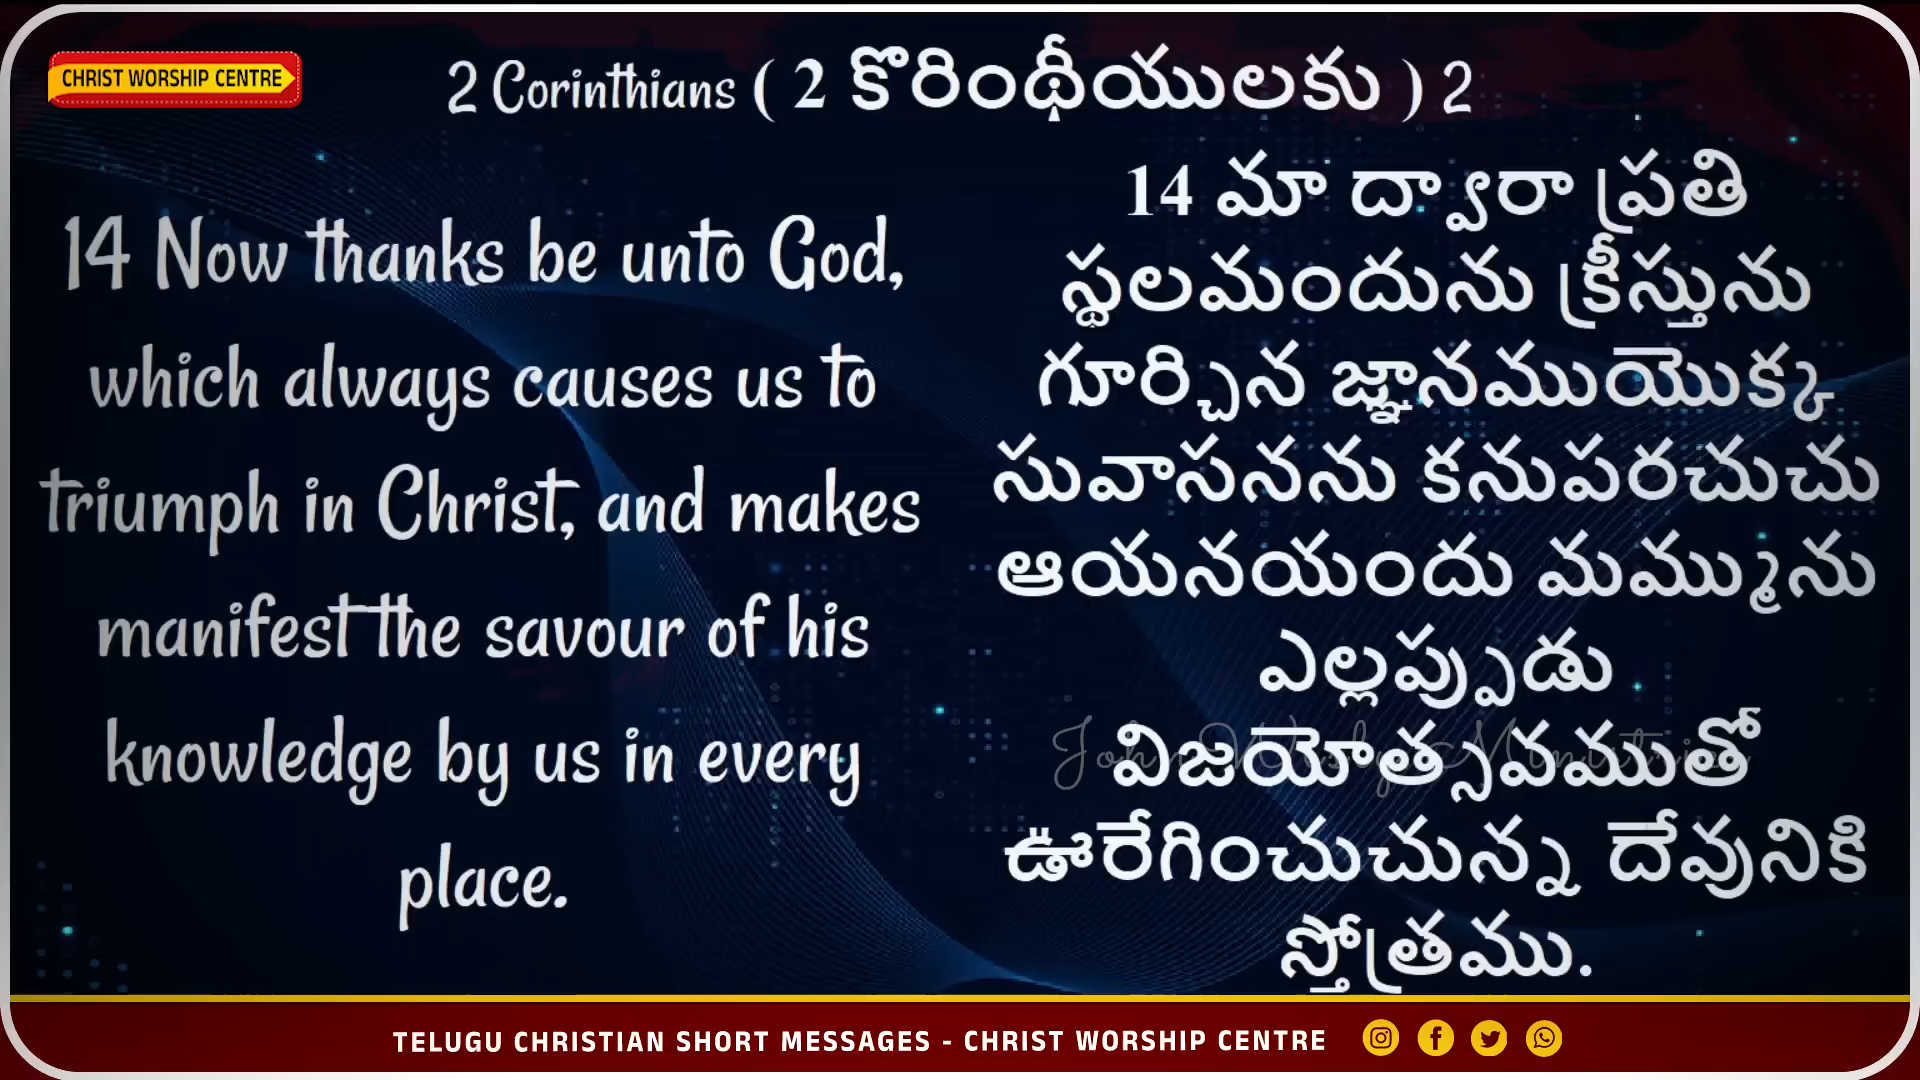 CHRIST WORSHIP CENTRE
2 Corinthians ( 2 కొరింథీయులకు ) 2
14 Now thanks be unto God,
which always causes us to
triumph in Christ, and makes
manifest the savour of his
knowledge by us in every
place.
14 మా ద్వారా ప్రతి
స్థలమందును క్రీస్తును
గూర్చిన జ్ఞానముయొక్క
సువాసనను కనుపరచుచు
ఆయనయందు మమ్మును
ఎల్లప్పుడు
విజయోత్సవముతో
ఊరేగించుచున్న దేవునికి
స్తోత్రము.
John Wesly Ministries
TELUGU CHRISTIAN SHORT MESSAGES - CHRIST WORSHIP CENTRE